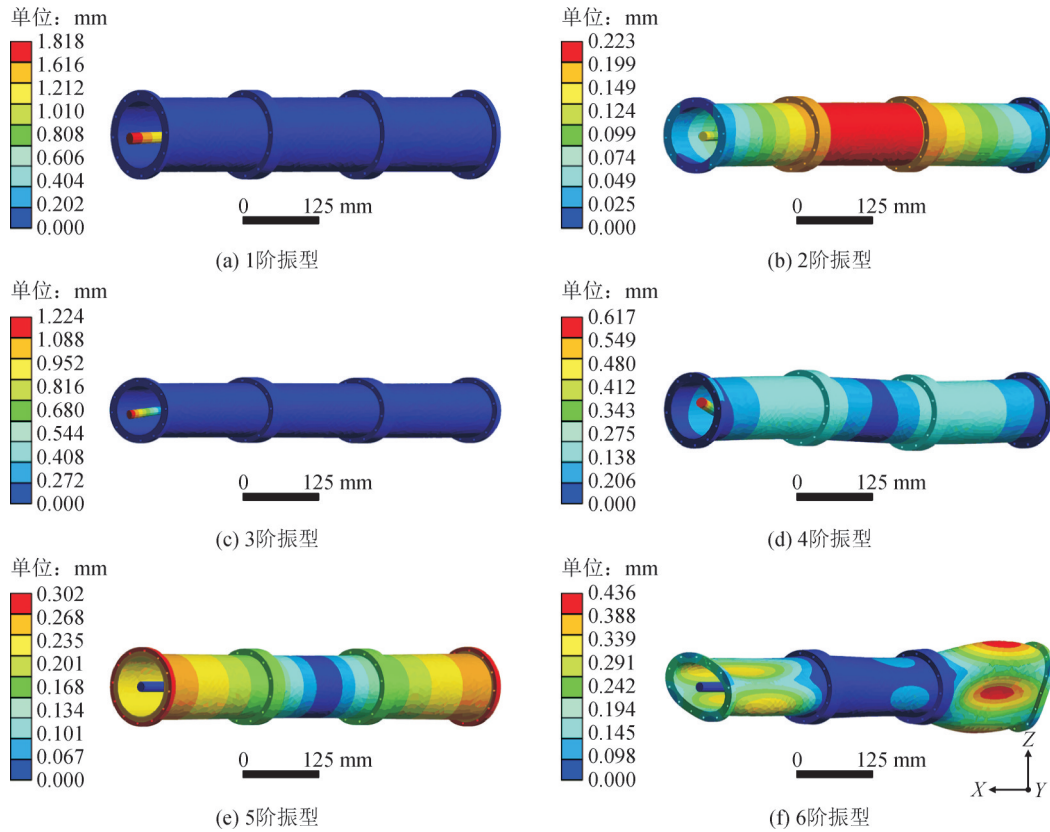 单位：mm
1.818
1.616
1.212
1.010
0.808
0.606
0.404
0.202
0.000
0 125 mm
(a) 1阶振型
单位：mm
0.223
0.199
0.149
0.124
0.099
0.074
0.049
0.025
0.000
0 125 mm
(b) 2阶振型
单位：mm
1.224
1.088
0.952
0.816
0.680
0.544
0.408
0.272
0.000
0 125 mm
(c) 3阶振型
单位：mm
0.617
0.549
0.480
0.412
0.343
0.275
0.138
0.206
0.000
0 125 mm
(d) 4阶振型
单位：mm
0.302
0.268
0.235
0.201
0.168
0.134
0.101
0.067
0.000
0 125 mm
(e) 5阶振型
单位：mm
0.436
0.388
0.339
0.291
0.242
0.194
0.145
0.098
0.000
0 125 mm
Z
X Y
(f) 6阶振型